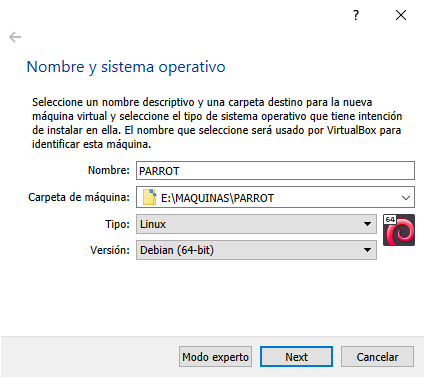 ?
Nombre y sistema operativo
Seleccione un nombre descriptivo y una carpeta destino para la nueva
máquina virtual y seleccione el tipo de sistema operativo que tiene intención
de instalar en ella. El nombre que seleccione será usado por VirtualBox para
identificar esta máquina.
Nombre: PARROT
Carpeta de máquina: E:\MAQUINAS\PARROT
Tipo: Linux
64
Versión: Debian (64-bit)
Modo experto Next Cancelar